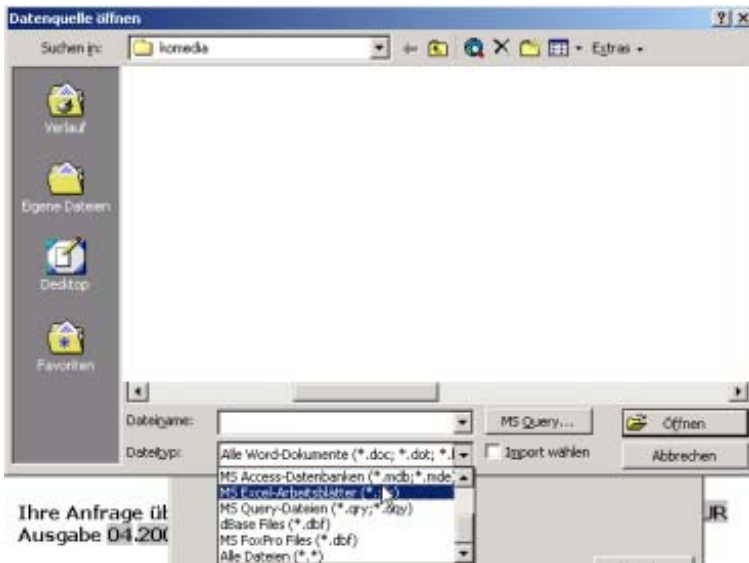 Datenquelle öffnen
Suchen in: komedia Extras
Verlauf
Eigene Dateien
Desktop
Favoriten
Dateiname: MS Query... Öffnen
Dateityp: Alle Word-Dokumente (*.doc; *.dot; *.l Import wählen Abbrechen
MS Access-Datenbanken (*.mdb;*.mde)
MS Excel-Arbeitsblätter (*.
MS Query-Dateien (*.qry;*.dqy)
dBase Files (*.dbf)
MS FoxPro Files (*.dbf)
Alle Dateien (*.*)
Ihre Anfrage üb UR
Ausgabe 04.200